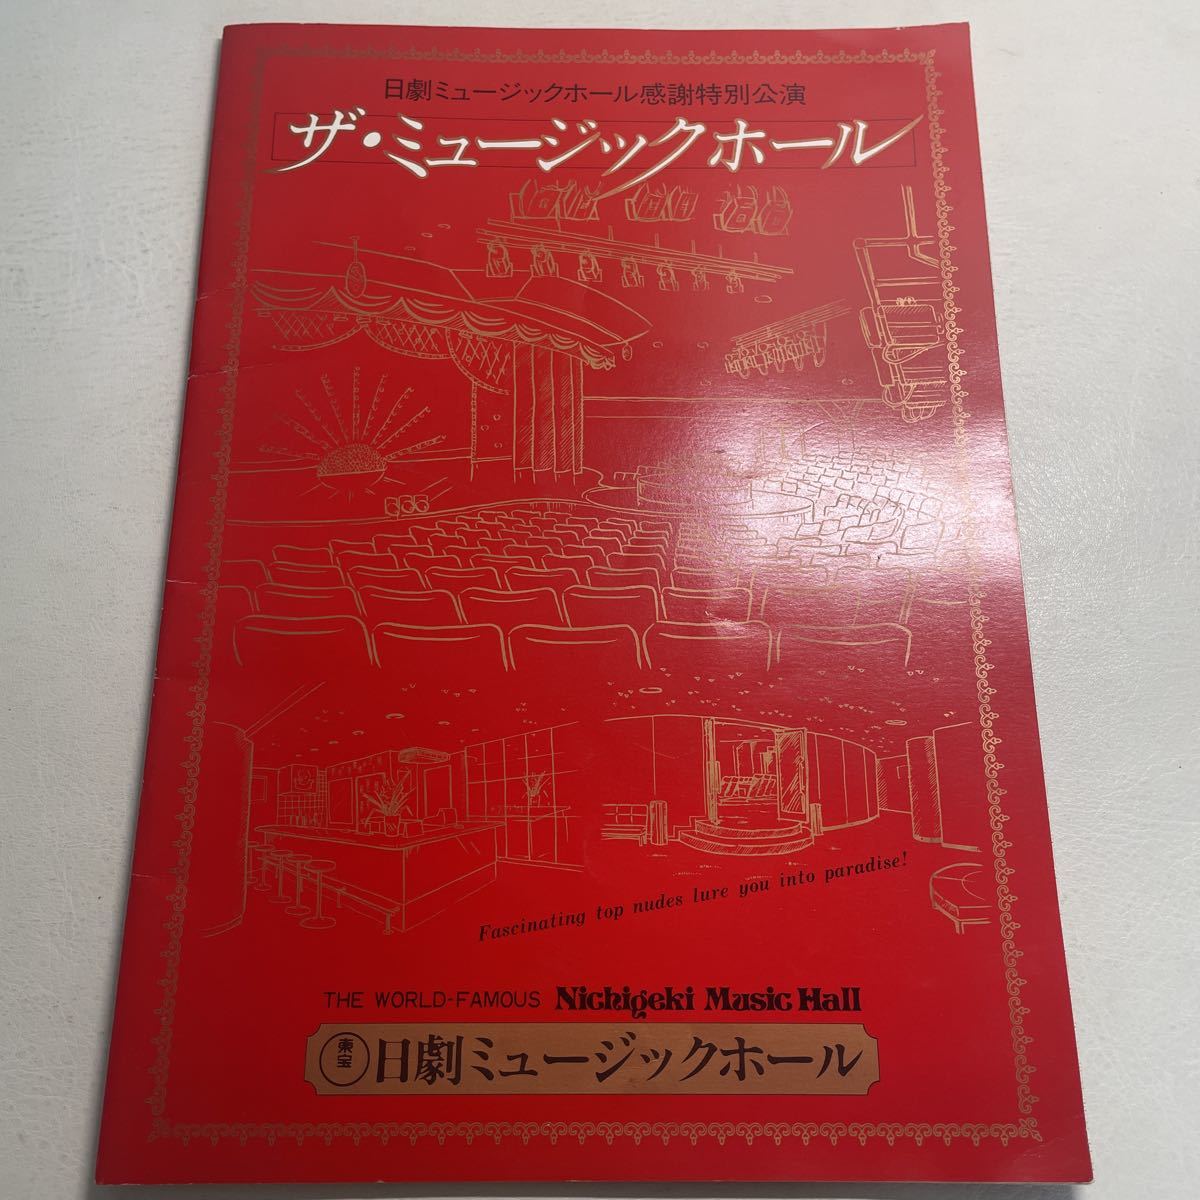 日劇ミュージックホール感謝特別公演
ザ・ミュージックホール
Fascinating top nudes lure you into paradise!
THE WORLD-FAMOUS Nichigeki Music Hall
東宝 日劇ミュージックホール